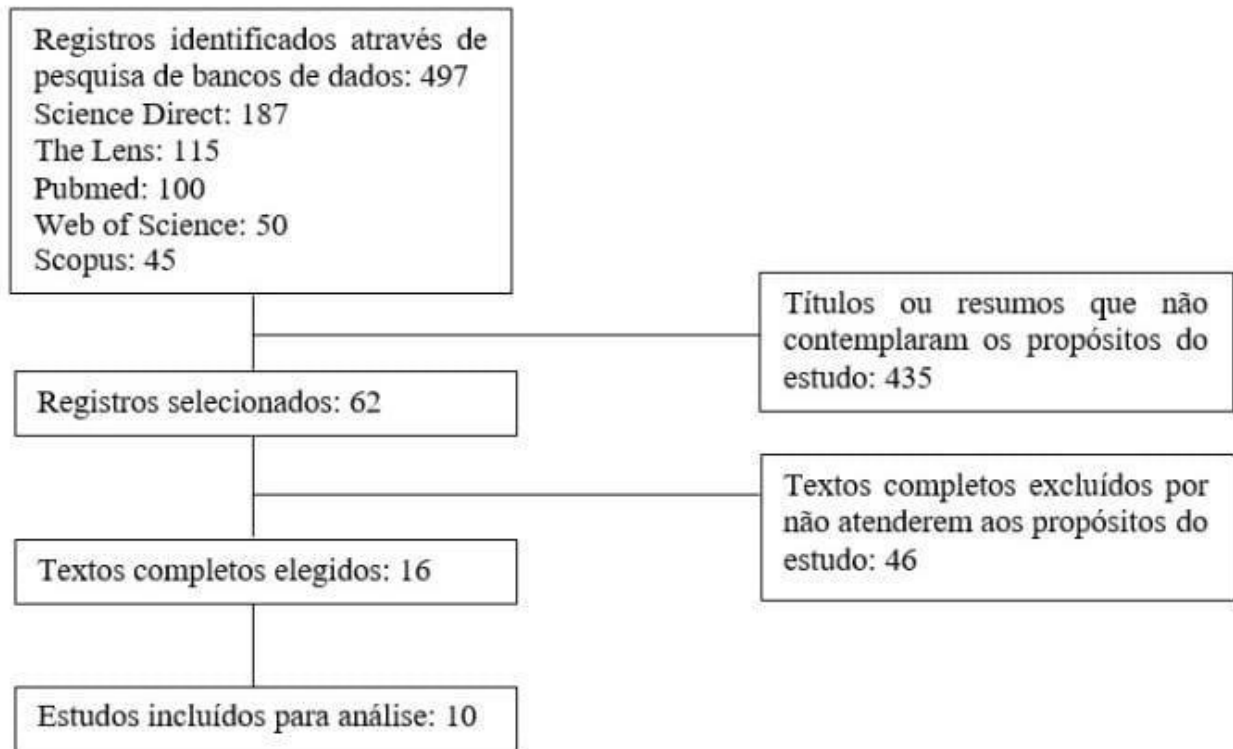 Registros identificados através de
pesquisa de bancos de dados: 497
Science Direct: 187
The Lens: 115
Pubmed: 100
Web of Science: 50
Scopus: 45
Títulos ou resumos que não
contemplaram os propósitos do
estudo: 435
Registros selecionados: 62
Textos completos excluídos por
não atenderem aos propósitos do
estudo: 46
Textos completos elegidos: 16
Estudos incluídos para análise: 10